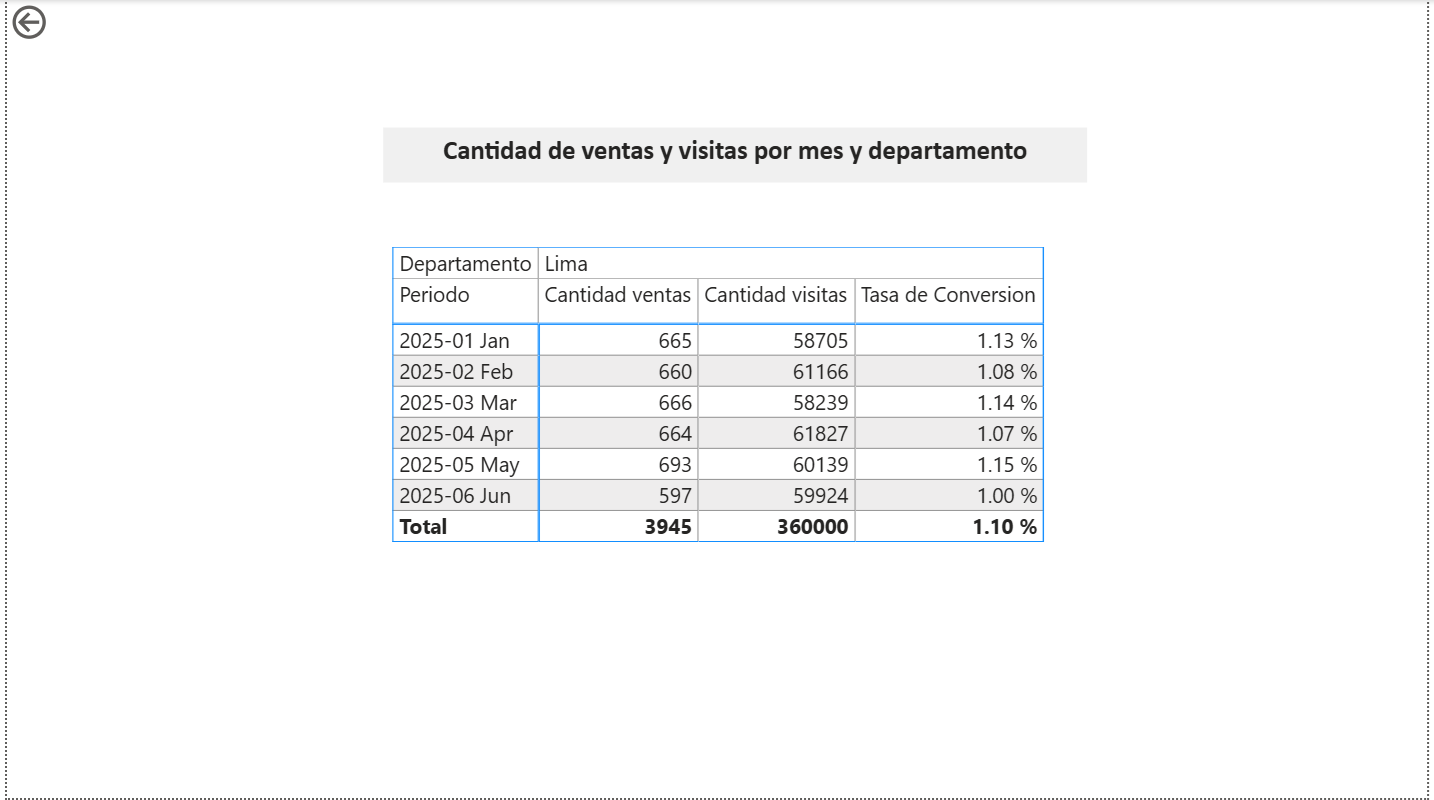 Cantidad de ventas y visitas por mes y departamento
Departamento Lima
Periodo Cantidad ventas Cantidad visitas Tasa de Conversion
2025-01 Jan 665 58705 1.13 %
2025-02 Feb 660 61166 1.08 %
2025-03 Mar 666 58239 1.14 %
2025-04 Apr 664 61827 1.07 %
2025-05 May 693 60139 1.15 %
2025-06 Jun 597 59924 1.00 %
Total 3945 360000 1.10 %